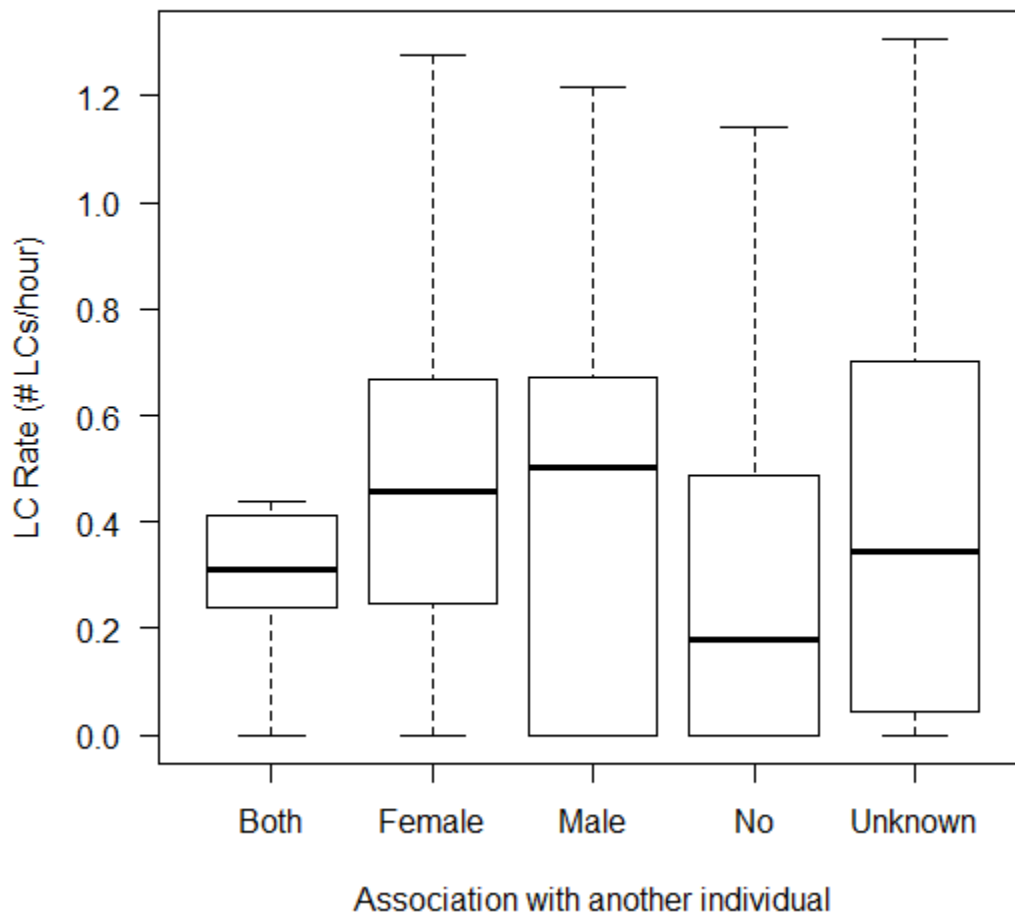 LC Rate (# LCs/hour)
1.2
1.0
0.8
0.6
0.4
0.2
0.0
Both Female Male No Unknown
Association with another individual